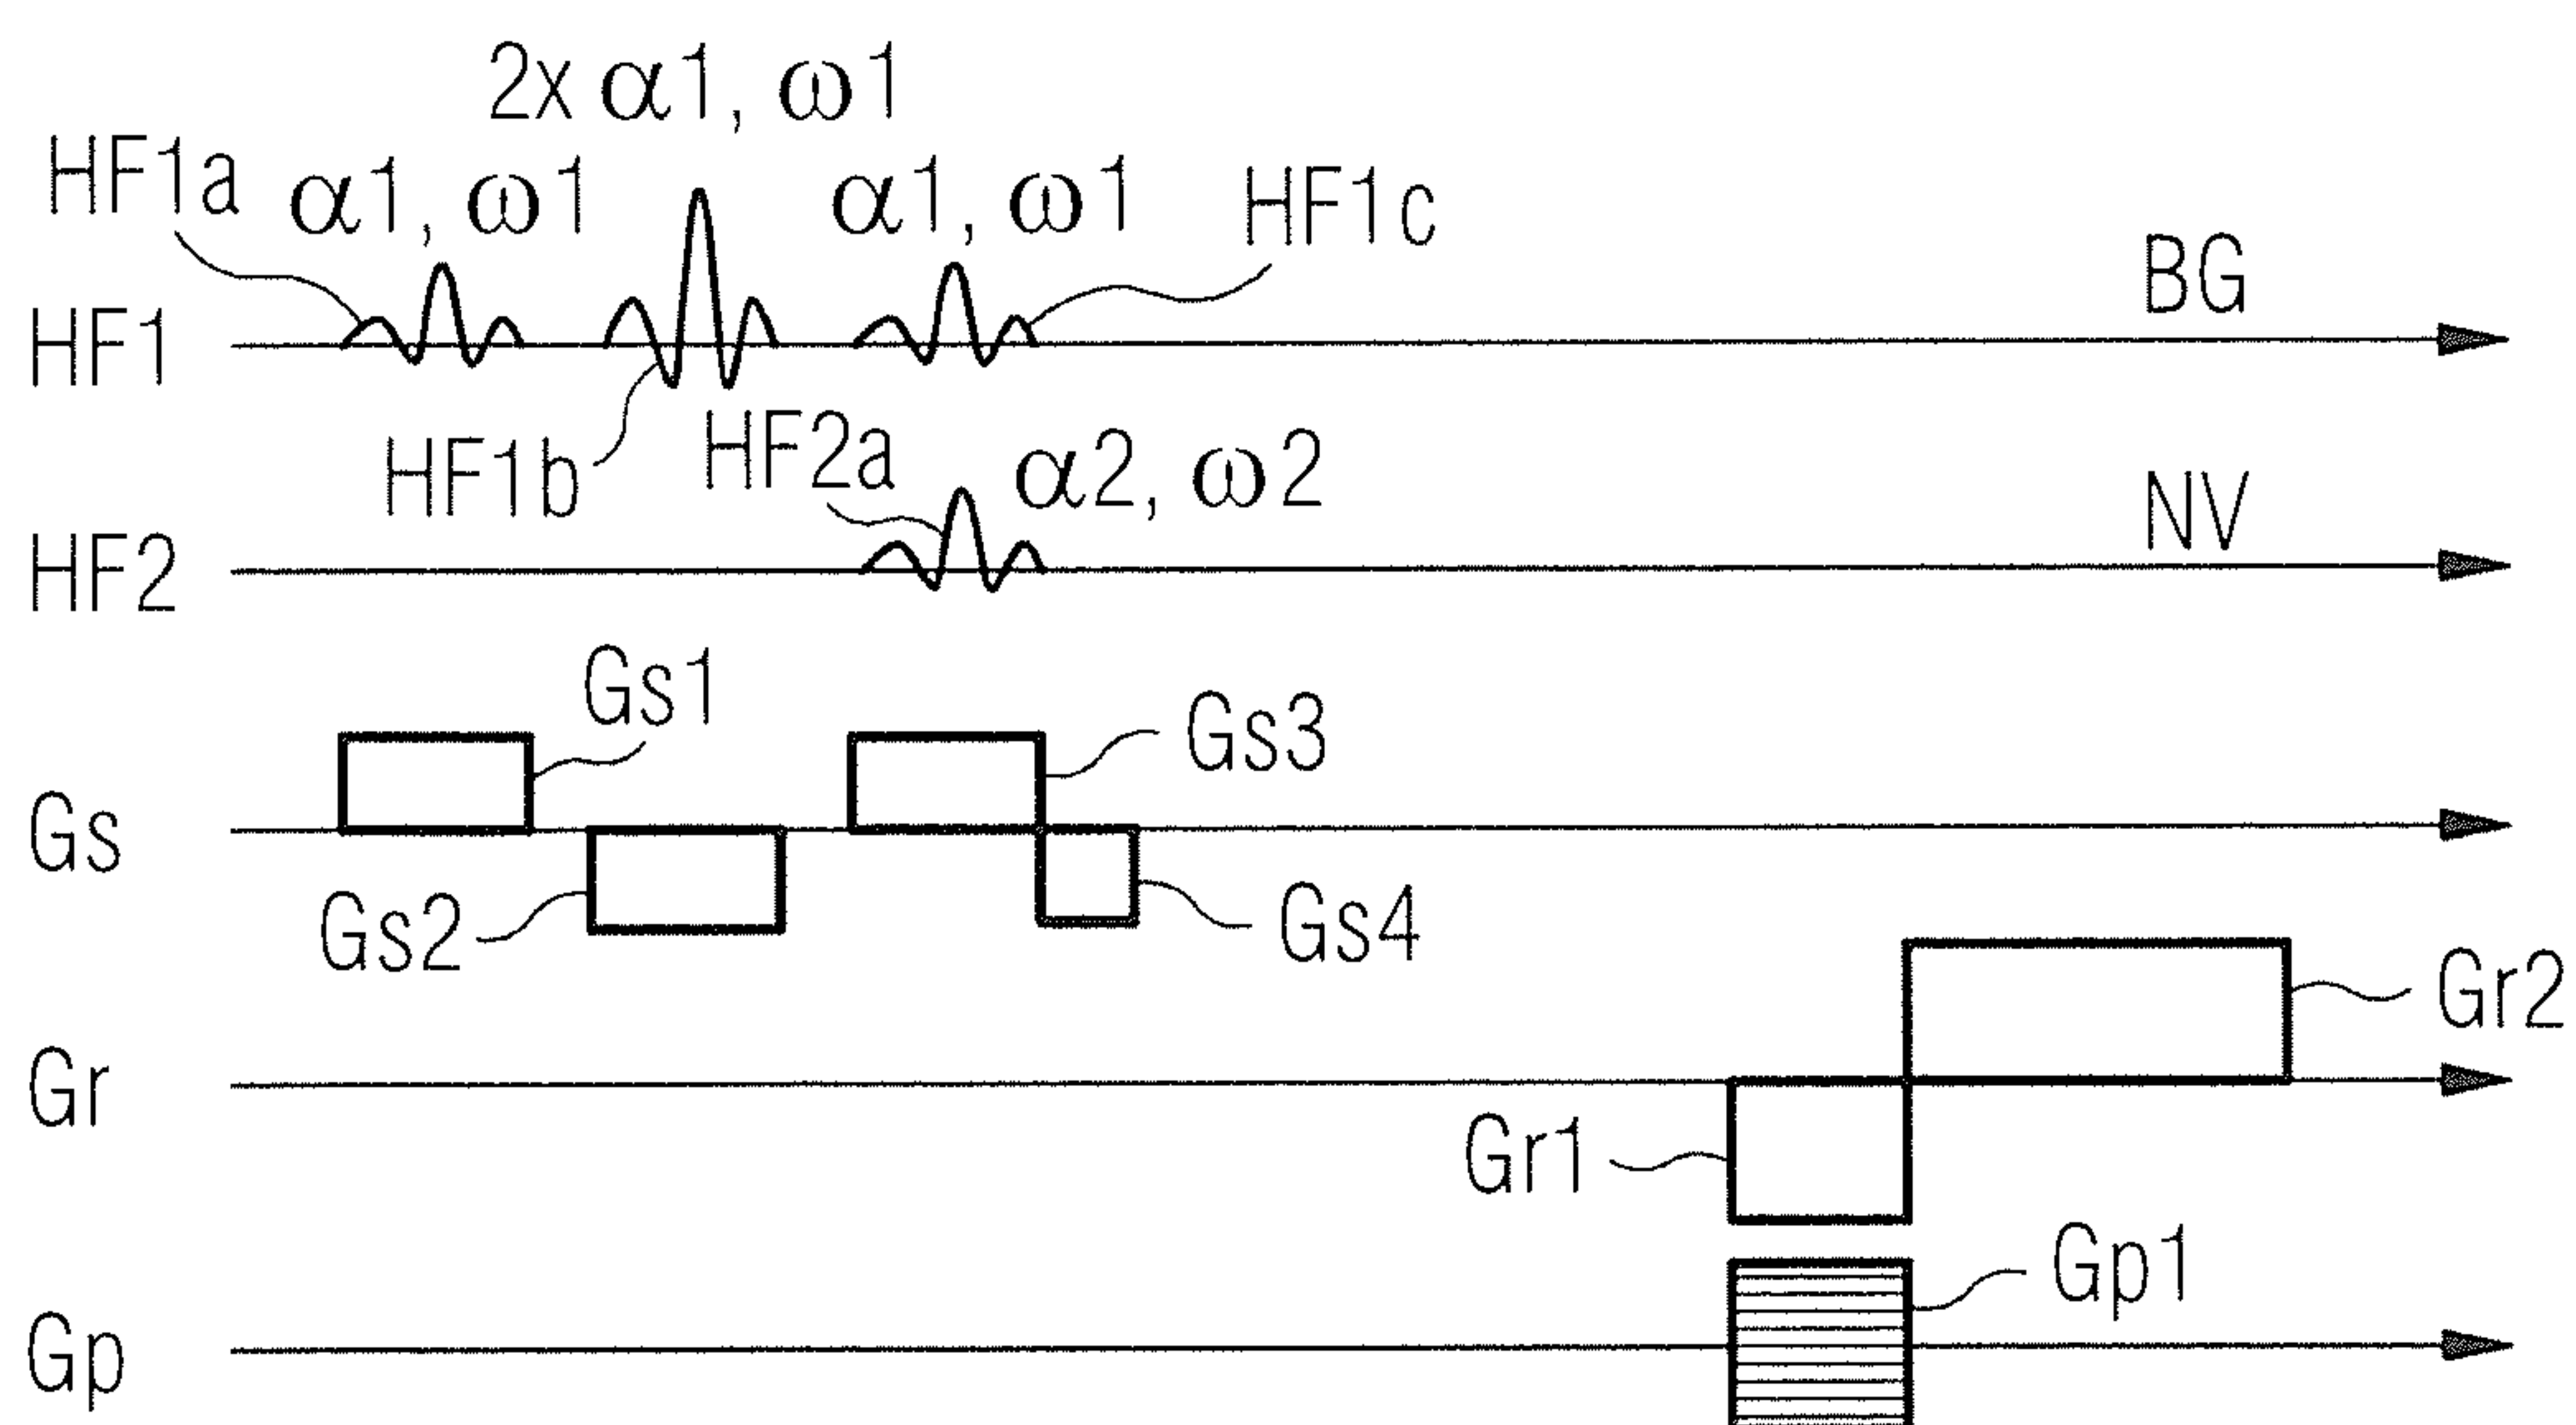 2x α1, ω1
HF1a α1, ω1 α1, ω1 HF1c
BG
HF1
HF1b HF2a α2, ω2
NV
HF2
Gs1
Gs3
Gs
Gs2
Gs4
Gr2
Gr
Gr1
Gp1
Gp